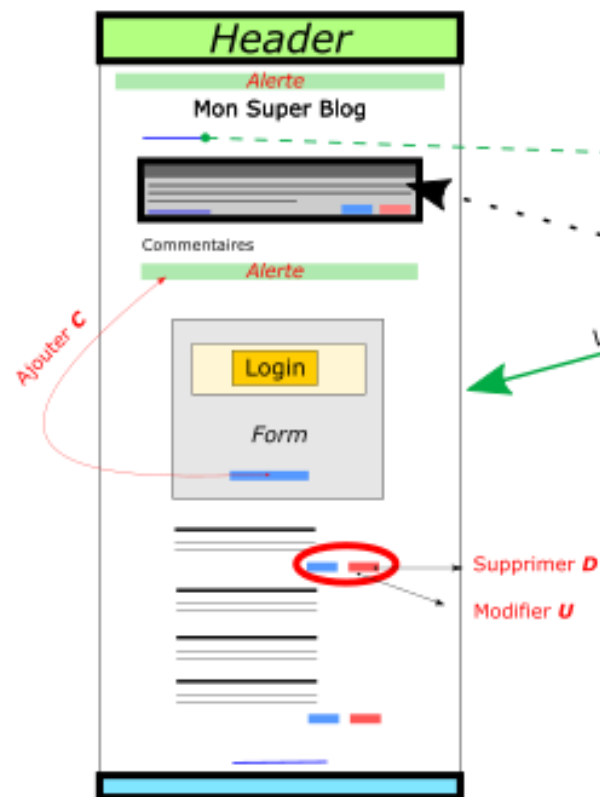 Header
Alerte
Mon Super Blog
Commentaires
Alerte
Ajouter C
Login
Form
Supprimer D
Modifier U